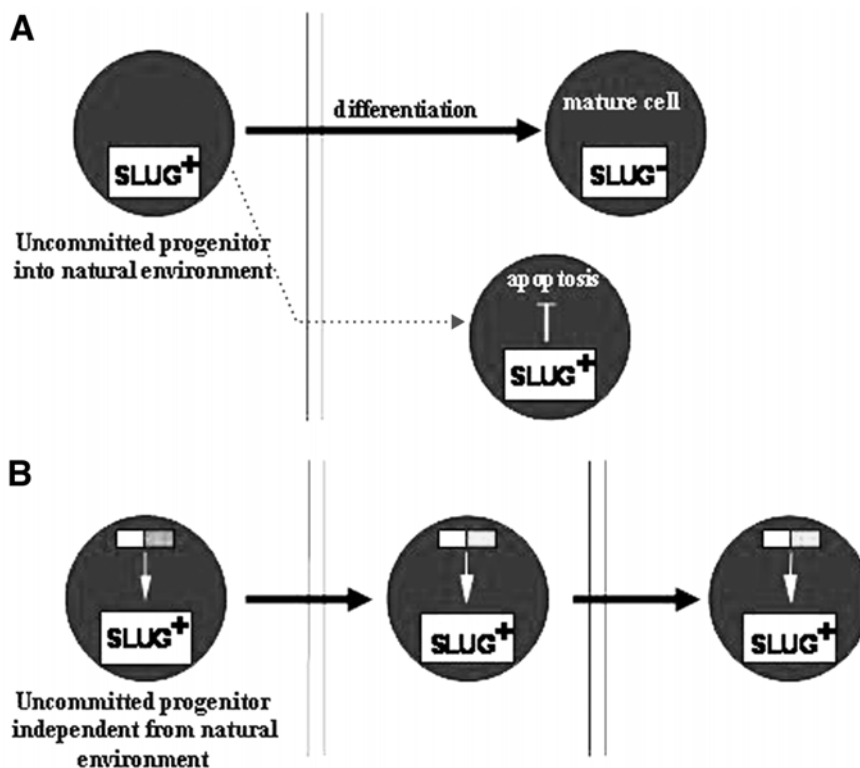 A
differentiation
mature cell
SLUG+
SLUG-
Uncommitted progenitor
into natural environment
apoptosis
SLUG+
B
SLUG+
SLUG+
SLUG+
Uncommitted progenitor
independent from natural
environment